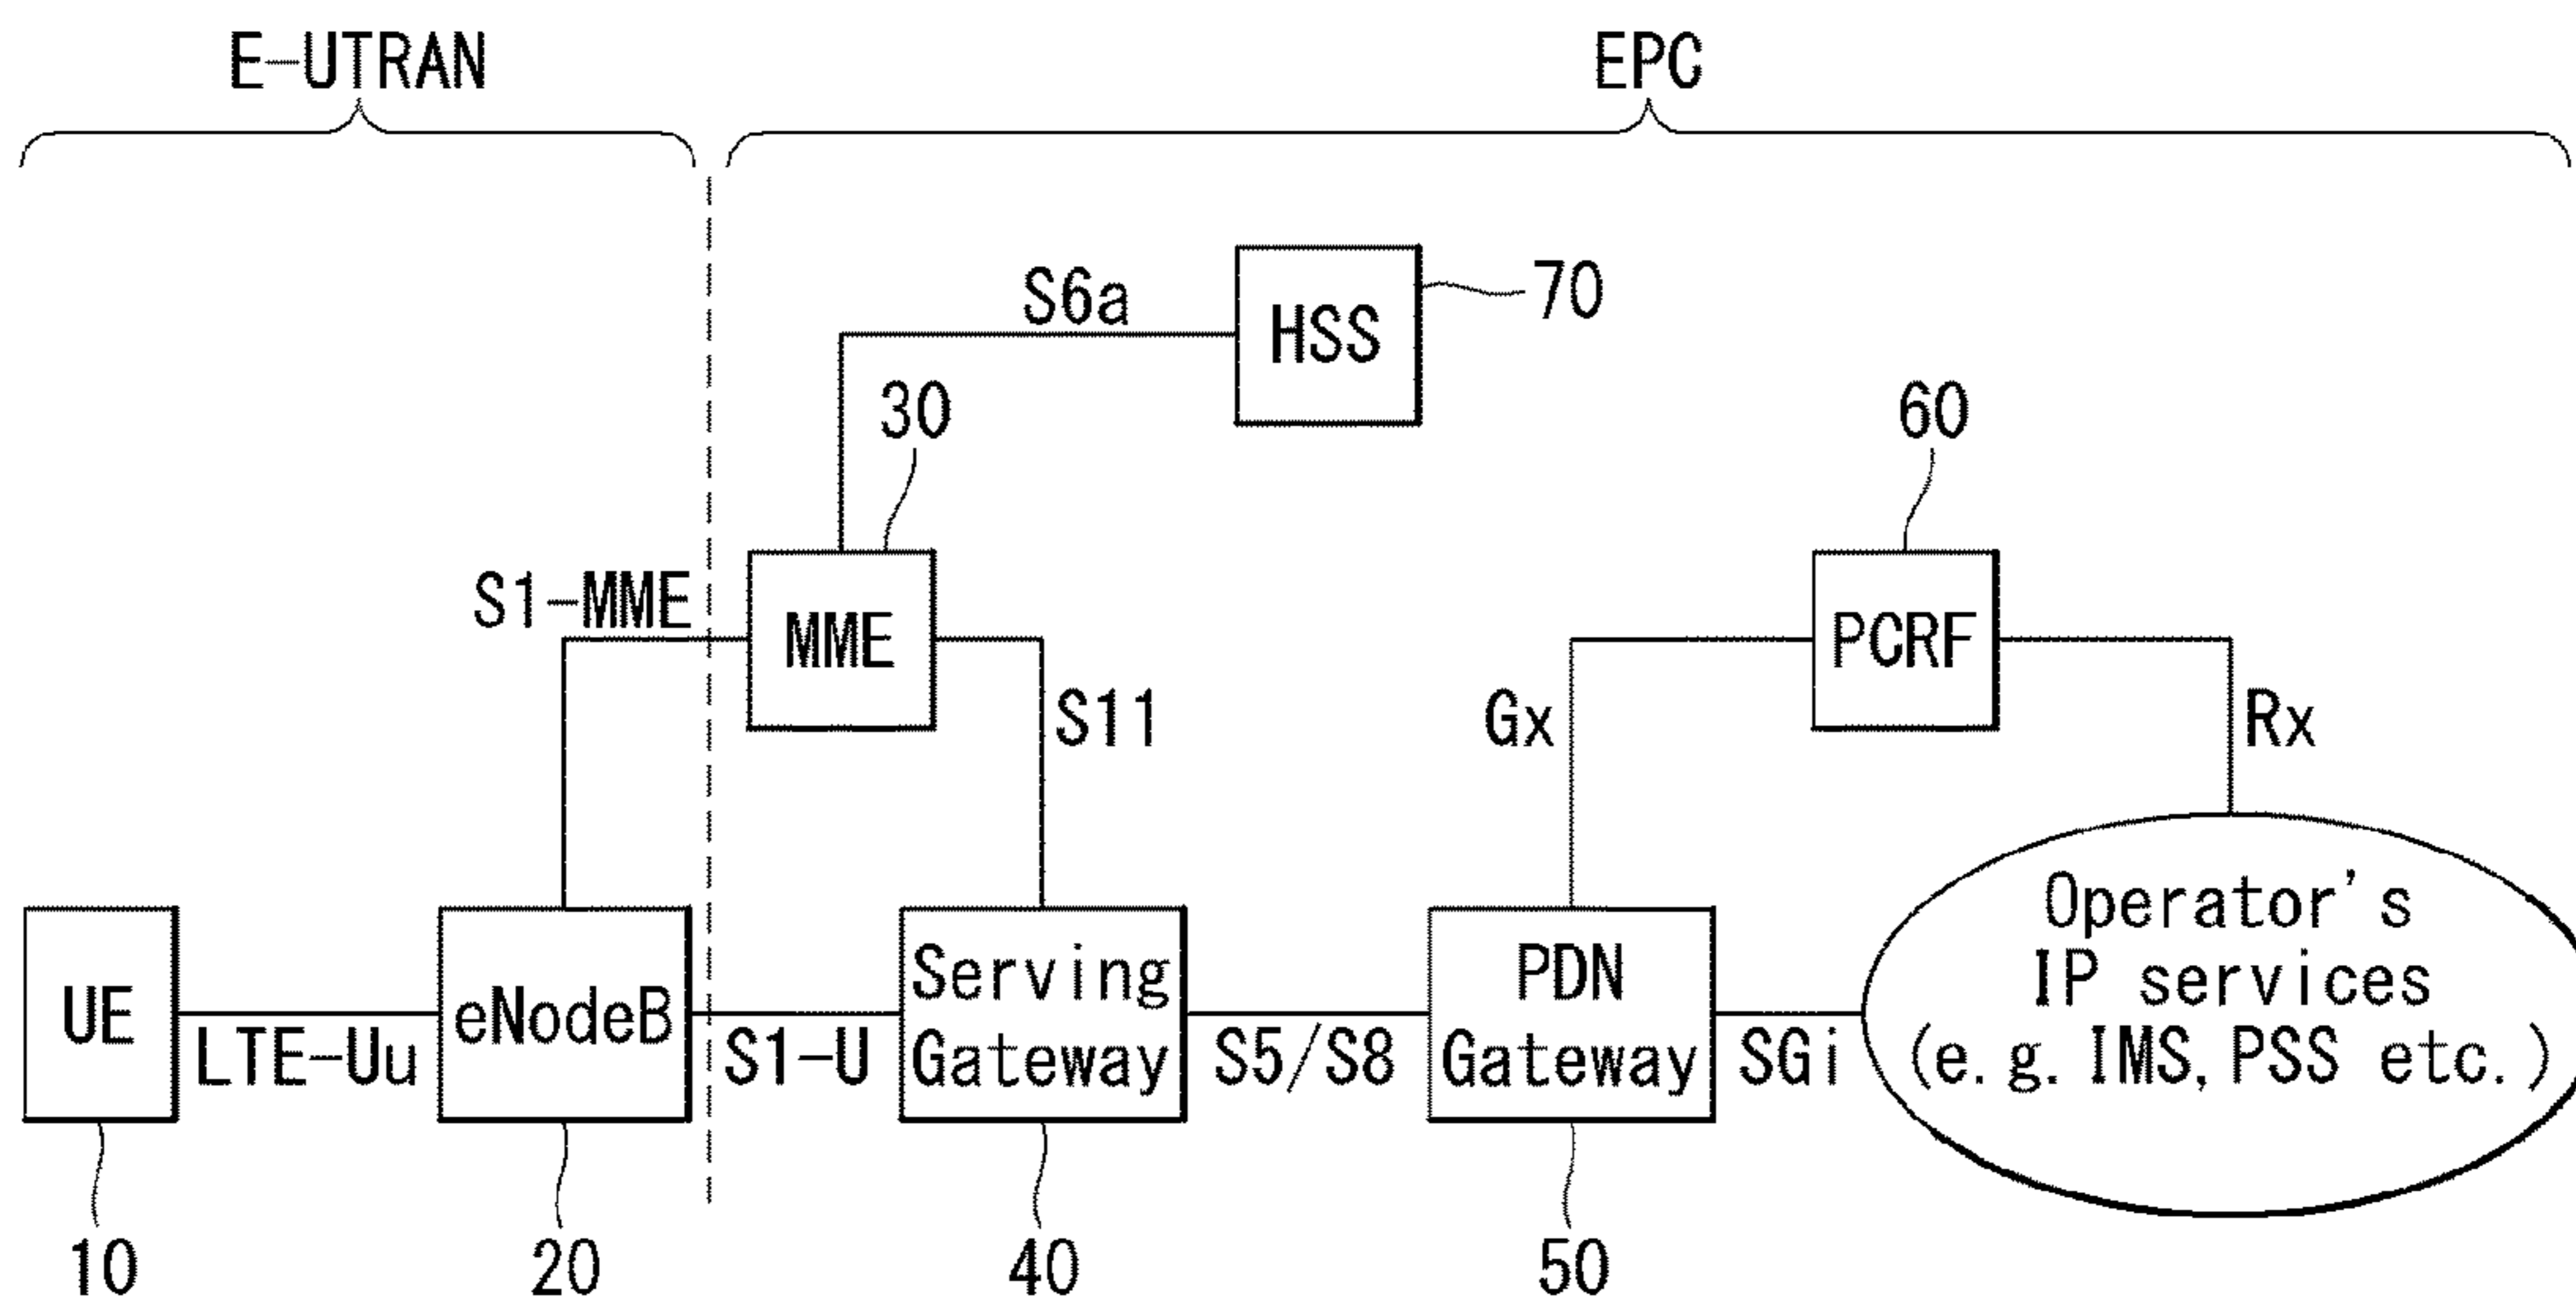 E-UTRAN
EPC
S6a
HSS
70
30
60
S1-MME
MME
S11
PCRF
Gx
Rx
UE
LTE-Uu
eNodeB
S1-U
Serving
Gateway
S5/S8
PDN
Gateway
SGi
Operator's
IP services
(e.g. IMS, PSS etc.)
10
20
40
50